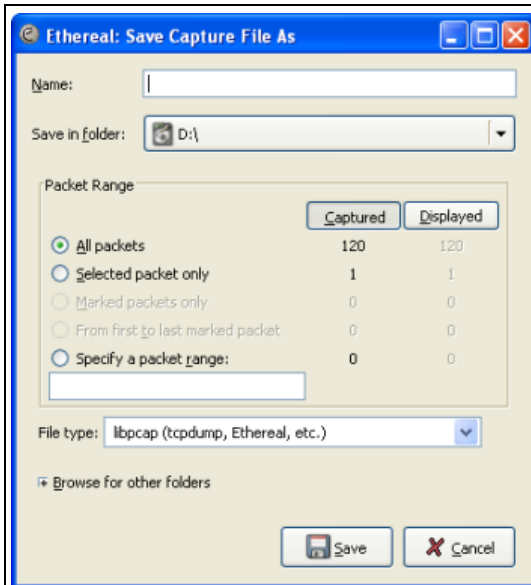 Ethereal: Save Capture File As
Name:
Save in folder: D:\
Packet Range
Captured Displayed
All packets 120 120
Selected packet only 1 1
Marked packets only 0 0
From first to last marked packet 0 0
Specify a packet range: 0 0
File type: libpcap (tcpdump, Ethereal, etc.)
Browse for other folders
Save Cancel